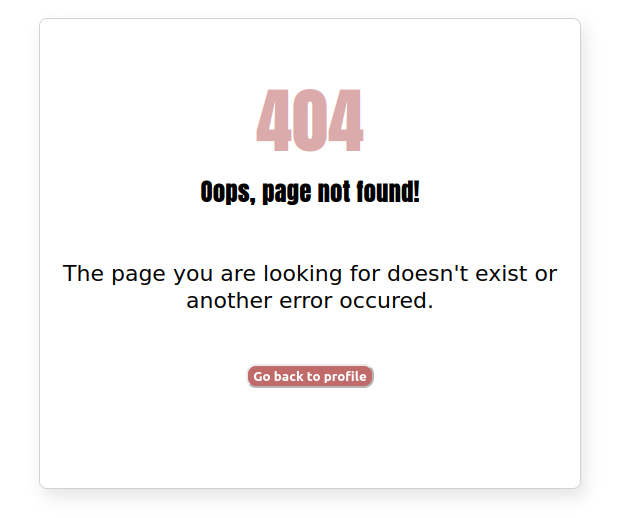 404
Oops, page not found!
The page you are looking for doesn't exist or
another error occured.
Go back to profile